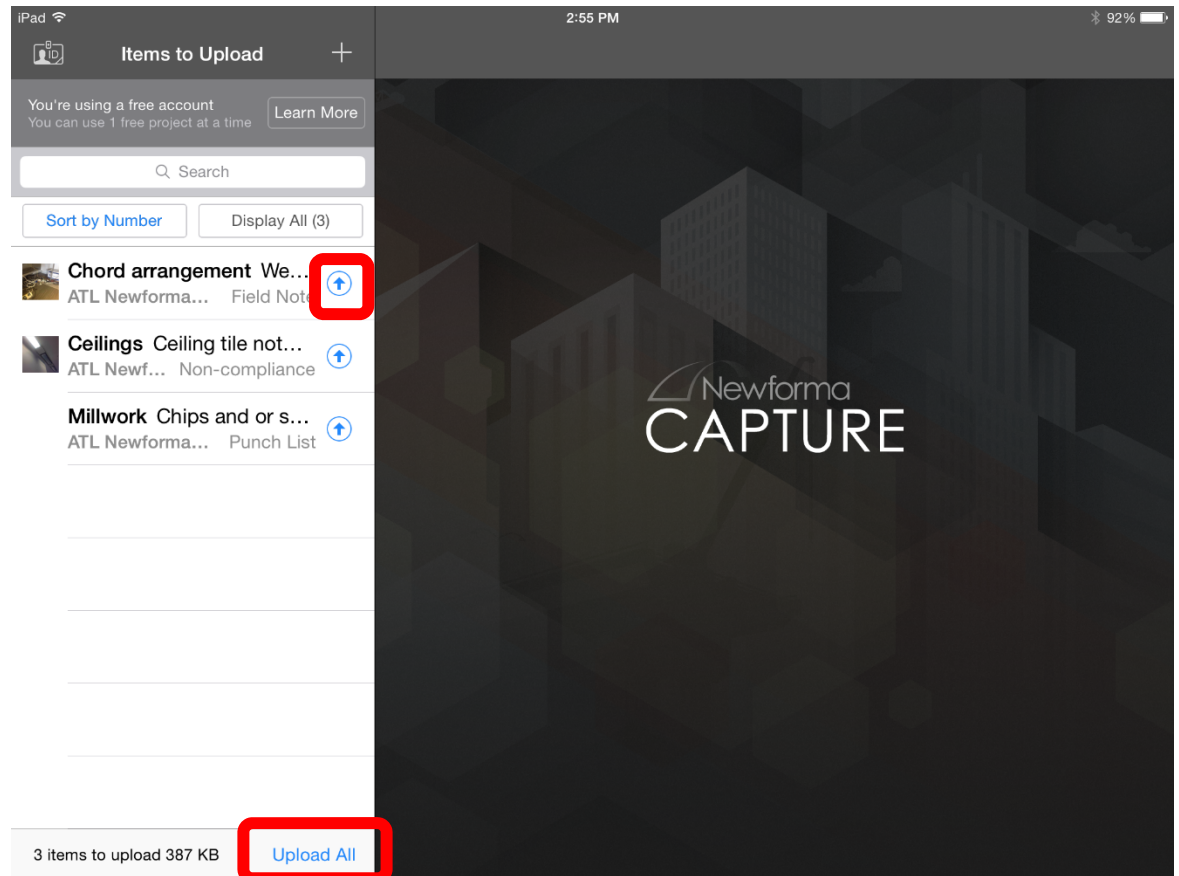 iPad 2:55 PM 92%
ID Items to Upload +
You're using a free account
You can use 1 free project at a time
Learn More
Search
Sort by Number Display All (3)
Chord arrangement We...
ATL Newforma... Field Note
Ceilings Ceiling tile not...
ATL Newf... Non-compliance
Millwork Chips and or s...
ATL Newforma... Punch List
3 items to upload 387 KB Upload All
Newforma
CAPTURE